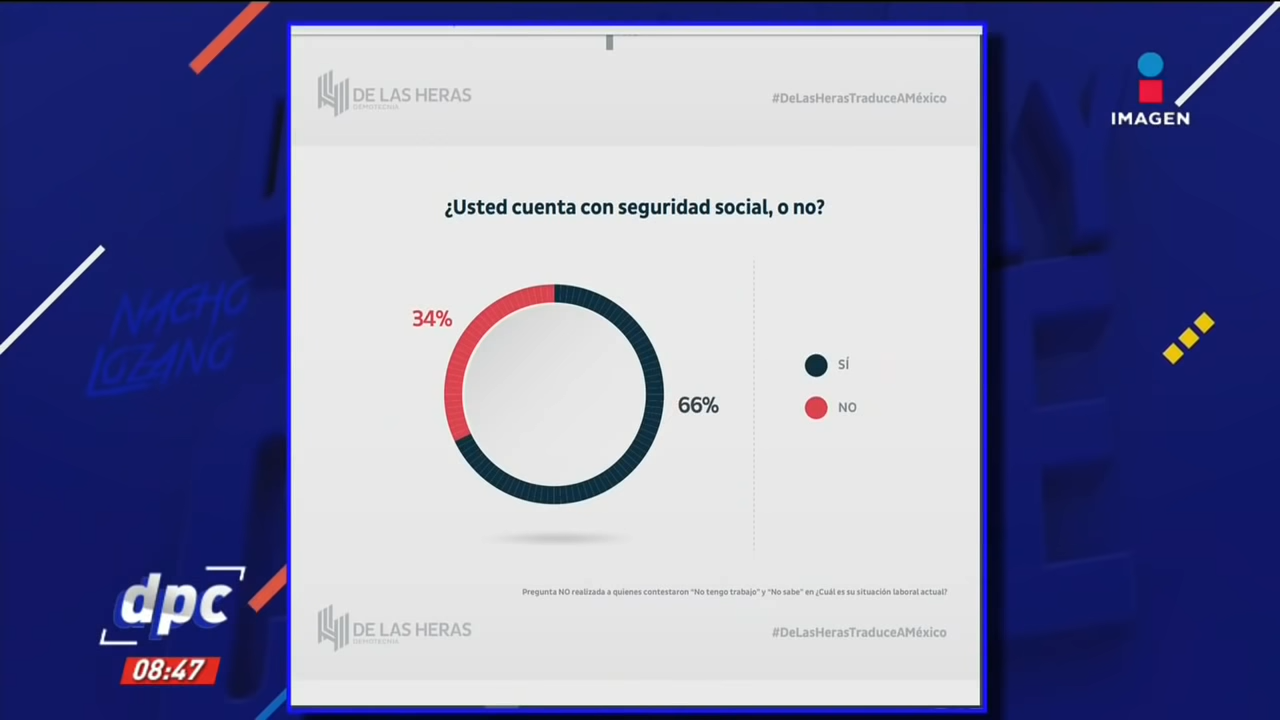 DE LAS HERAS
DEMOTECNIA
#DeLasHerasTraduceAMéxico
IMAGEN
¿Usted cuenta con seguridad social, o no?
34%
66%
SÍ
NO
NACHO
LOZANO
Pregunta NO realizada a quienes contestaron "No tengo trabajo" y "No sabe" en ¿Cuál es su situación laboral actual?
dpc
08:47
DE LAS HERAS
DEMOTECNIA
#DeLasHerasTraduceAMéxico